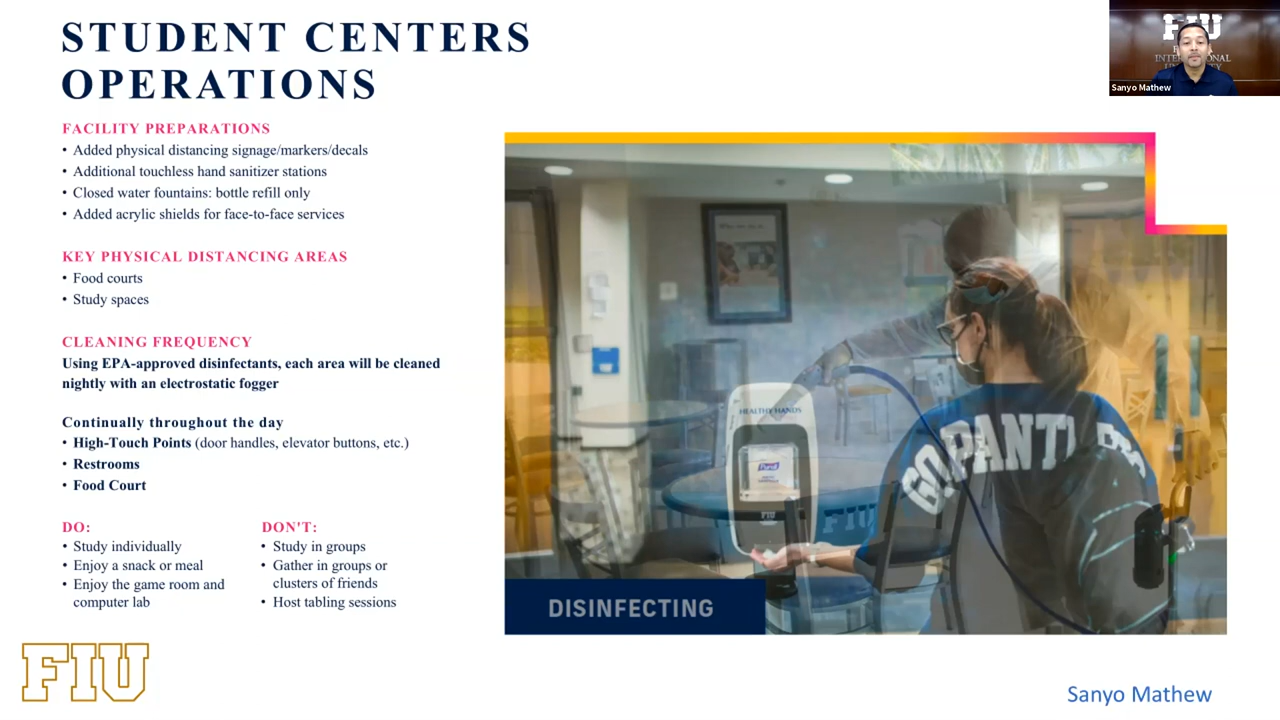 STUDENT CENTERS
OPERATIONS
FACILITY PREPARATIONS
• Added physical distancing signage/markers/decals
• Additional touchless hand sanitizer stations
• Closed water fountains: bottle refill only
• Added acrylic shields for face-to-face services
KEY PHYSICAL DISTANCING AREAS
• Food courts
• Study spaces
CLEANING FREQUENCY
Using EPA-approved disinfectants, each area will be cleaned
nightly with an electrostatic fogger
Continually throughout the day
• High-Touch Points (door handles, elevator buttons, etc.)
• Restrooms
• Food Court
DO:
• Study individually
• Enjoy a snack or meal
• Enjoy the game room and
computer lab
DON'T:
• Study in groups
• Gather in groups or
clusters of friends
• Host tabling sessions
FIU
FIU
Sanyo Mathew
HEALTHY HANDS
Purell
FIU
FIU
GO PANT
DISINFECTING
Sanyo Mathew